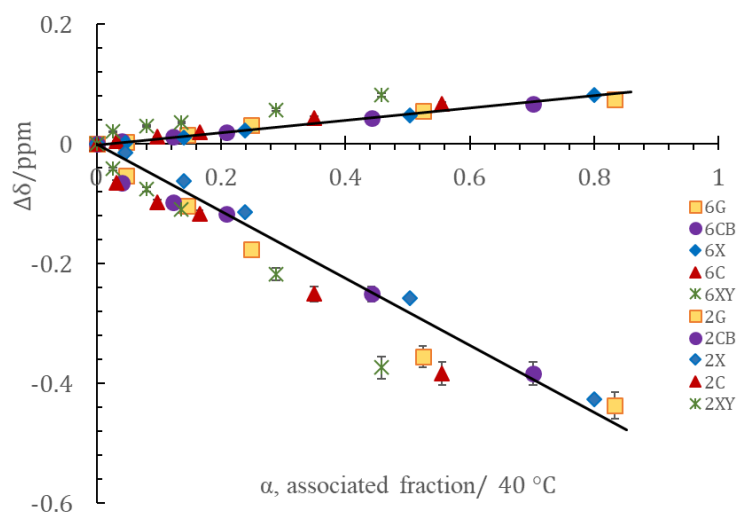 0.2
0
-0.2
-0.4
-0.6
Δδ/ppm
0 0.2 0.4 0.6 0.8 1
6G
6CB
6X
6C
6XY
2G
2CB
2X
2C
2XY
α, associated fraction/ 40 °C